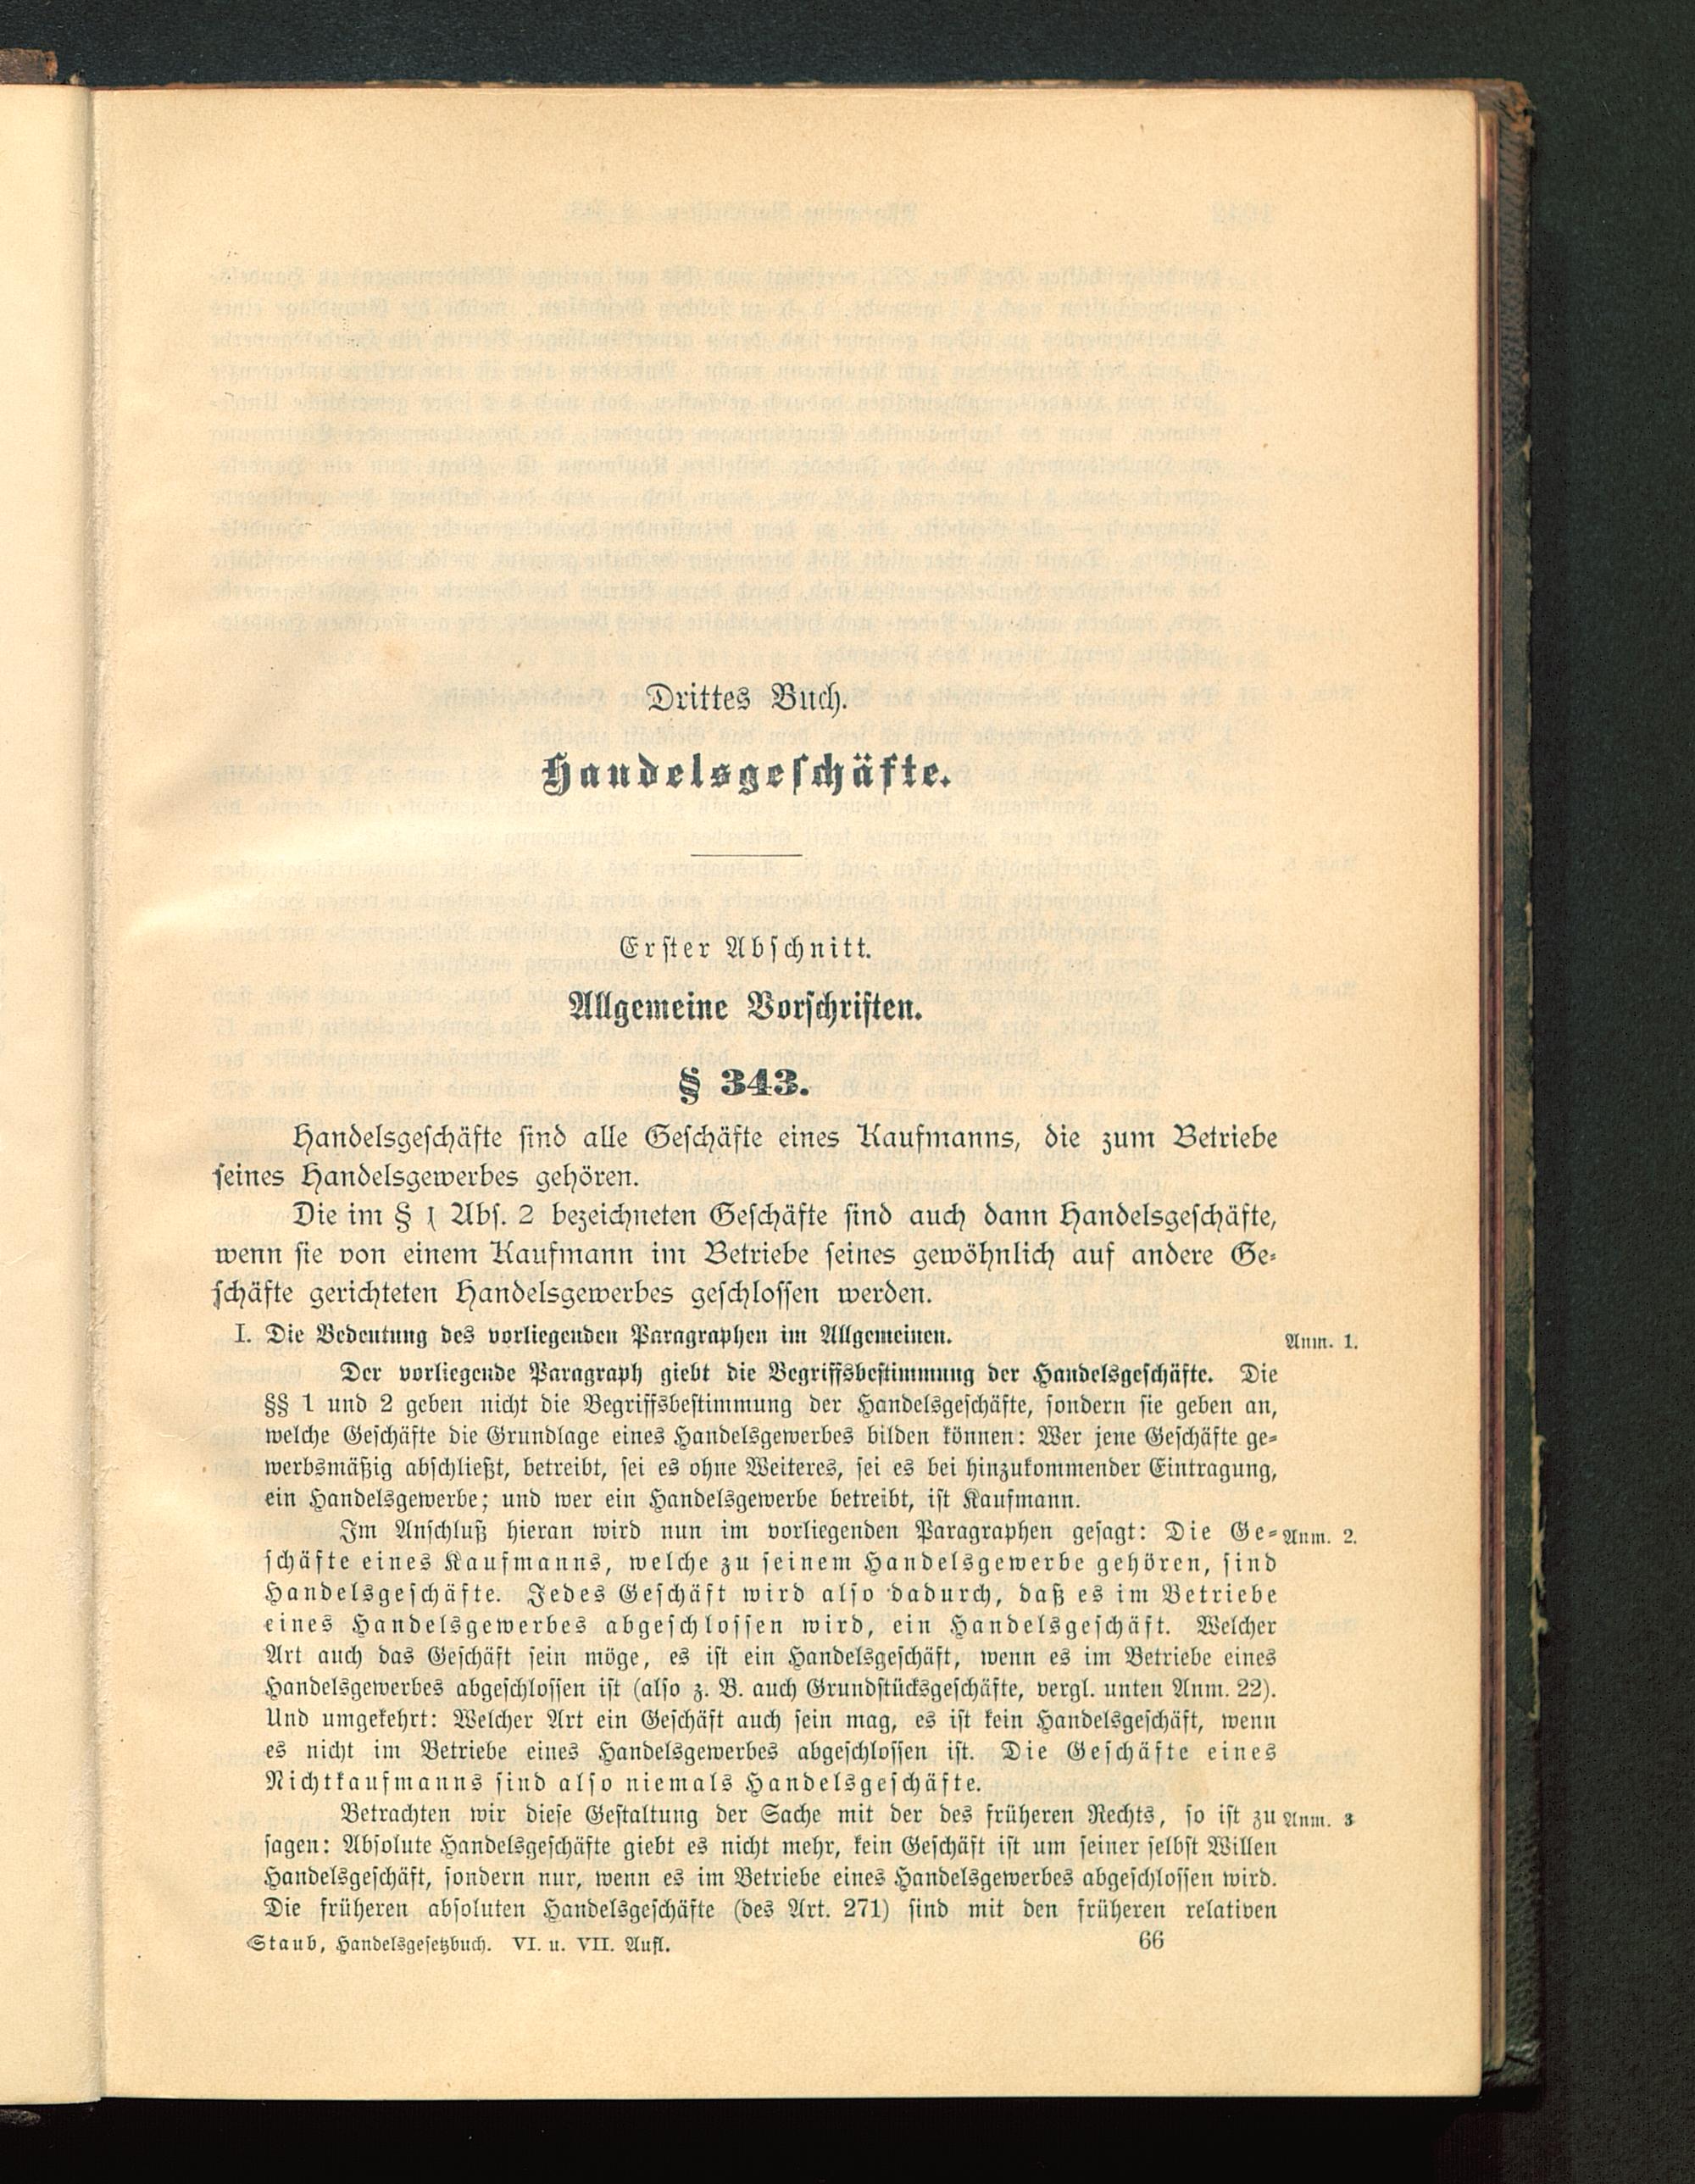 Drittes Buch.
Handelsgeschäfte.
Erster Abschnitt.
Allgemeine Vorschriften.
§ 343.
Handelsgeschäfte sind alle Geschäfte eines Kaufmanns, die zum Betriebe
seines Handelsgewerbes gehören.
Die im § 1 Abs. 2 bezeichneten Geschäfte sind auch dann Handelsgeschäfte,
wenn sie von einem Kaufmann im Betriebe seines gewöhnlich auf andere Ge-
schäfte gerichteten Handelsgewerbes geschlossen werden.
I. Die Bedeutung des vorliegenden Paragraphen im Allgemeinen. Anm. 1.
Der vorliegende Paragraph giebt die Begriffsbestimmung der Handelsgeschäfte. Die
§§ 1 und 2 geben nicht die Begriffsbestimmung der Handelsgeschäfte, sondern sie geben an,
welche Geschäfte die Grundlage eines Handelsgewerbes bilden können: Wer jene Geschäfte ge-
werbsmäßig abschließt, betreibt, sei es ohne Weiteres, sei es bei hinzukommender Eintragung,
ein Handelsgewerbe; und wer ein Handelsgewerbe betreibt, ist Kaufmann.
Im Anschluß hieran wird nun im vorliegenden Paragraphen gesagt: Die Ge- Anm. 2.
schäfte eines Kaufmanns, welche zu seinem Handelsgewerbe gehören, sind
Handelsgeschäfte. Jedes Geschäft wird also dadurch, daß es im Betriebe
eines Handelsgewerbes abgeschlossen wird, ein Handelsgeschäft. Welcher
Art auch das Geschäft sein möge, es ist ein Handelsgeschäft, wenn es im Betriebe eines
Handelsgewerbes abgeschlossen ist (also z. B. auch Grundstücksgeschäfte, vergl. unten Anm. 22).
Und umgekehrt: Welcher Art ein Geschäft auch sein mag, es ist kein Handelsgeschäft, wenn
es nicht im Betriebe eines Handelsgewerbes abgeschlossen ist. Die Geschäfte eines
Nichtkaufmanns sind also niemals Handelsgeschäfte.
Betrachten wir diese Gestaltung der Sache mit der des früheren Rechts, so ist zu Anm. 3
sagen: Absolute Handelsgeschäfte giebt es nicht mehr, kein Geschäft ist um seiner selbst Willen
Handelsgeschäft, sondern nur, wenn es im Betriebe eines Handelsgewerbes abgeschlossen wird.
Die früheren absoluten Handelsgeschäfte (des Art. 271) sind mit den früheren relativen
Staub, Handelsgesetzbuch. VI. u. VII. Aufl. 66